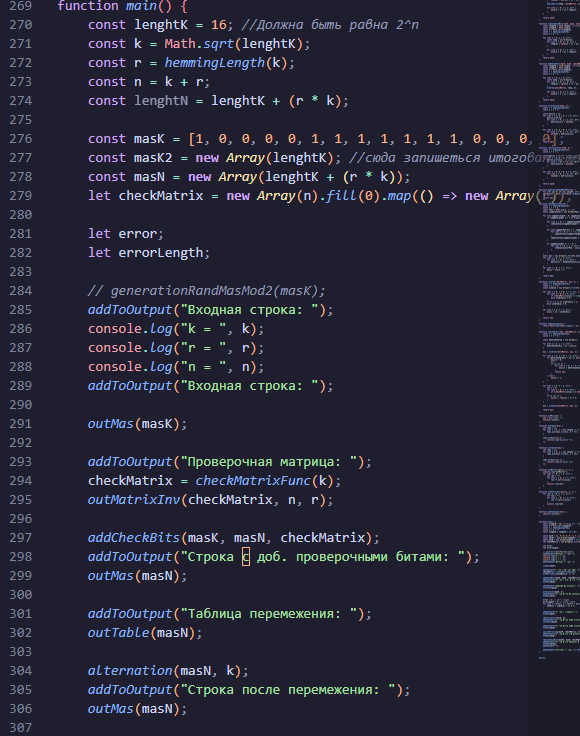 269 function main() {
270 const lenghtK = 16; //Должна быть равна 2^n
271 const k = Math.sqrt(lenghtK);
272 const r = hemmingLength(k);
273 const n = k + r;
274 const lenghtN = lenghtK + (r * k);
275
276 const masK = [1, 0, 0, 0, 0, 1, 1, 1, 1, 1, 1, 1, 0, 0, 0, 0],
277 const masK2 = new Array(lenghtK); //сюда запишеться
278 const masN = new Array(lenghtK + (r * k));
279 let checkMatrix = new Array(n).fill(0).map(() => new Array(r)),
280
281 let error;
282 let errorLength;
283
284 // generationRandMasMod2(masK);
285 addToOutput("Входная строка: ");
286 console.log("k = ", k);
287 console.log("r = ", r);
288 console.log("n = ", n);
289 addToOutput("Входная строка: ");
290
291 outMas(masK);
292
293 addToOutput("Проверочная матрица: ");
294 checkMatrix = checkMatrixFunc(k);
295 outMatrixInv(checkMatrix, n, r);
296
297 addCheckBits(masK, masN, checkMatrix);
298 addToOutput("Строка с доб. проверочными битами: ");
299 outMas(masN);
300
301 addToOutput("Таблица перемежения: ");
302 outTable(masN);
303
304 alternation(masN, k);
305 addToOutput("Строка после перемежения: ");
306 outMas(masN);
307